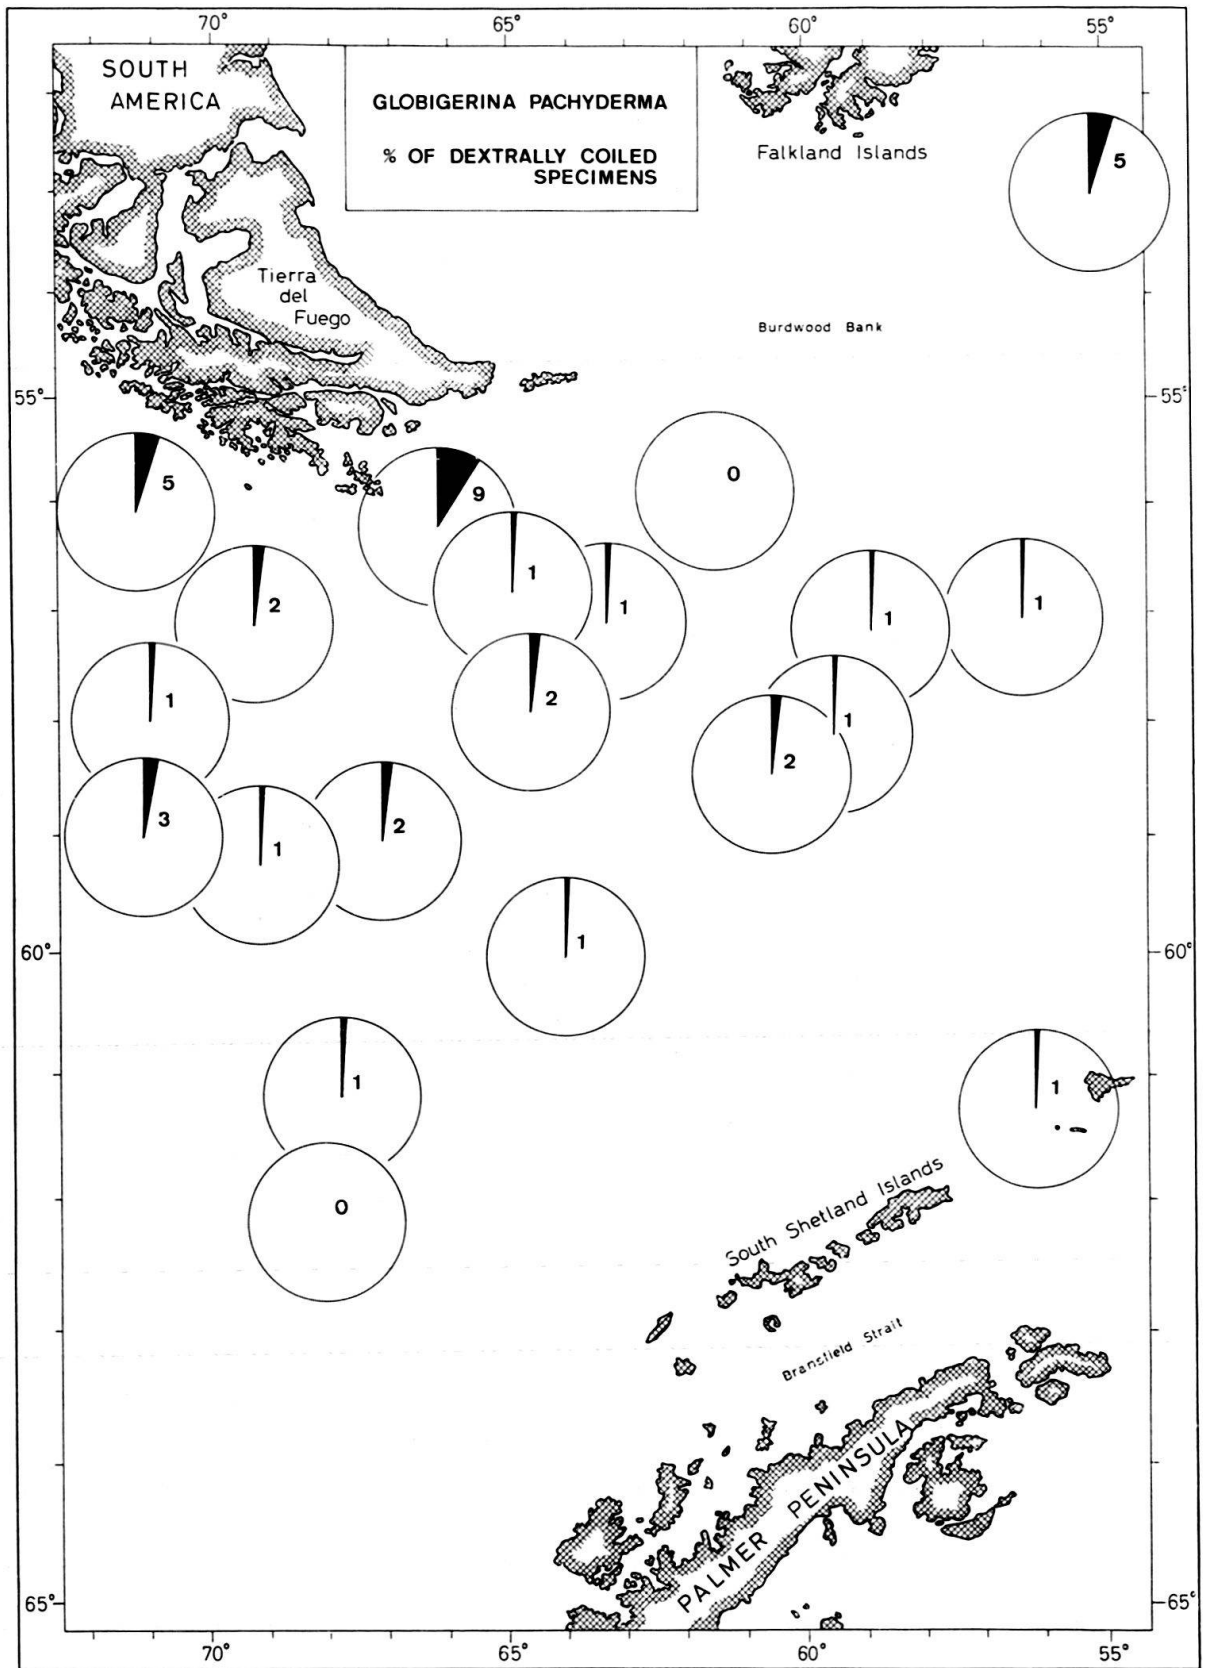 70°
65°
60°
55°
SOUTH
AMERICA
GLOBIGERINA PACHYDERMA
% OF DEXTRALLY COILED
SPECIMENS
Falkland Islands
5
Tierra
del
Fuego
Burdwood Bank
55°
55°
0
5
9
1
1
1
1
2
2
1
1
2
3
1
2
1
60°
60°
1
1
0
South Shetland Islands
Bransfield Strait
PALMER PENINSULA
65°
65°
70°
65°
60°
55°